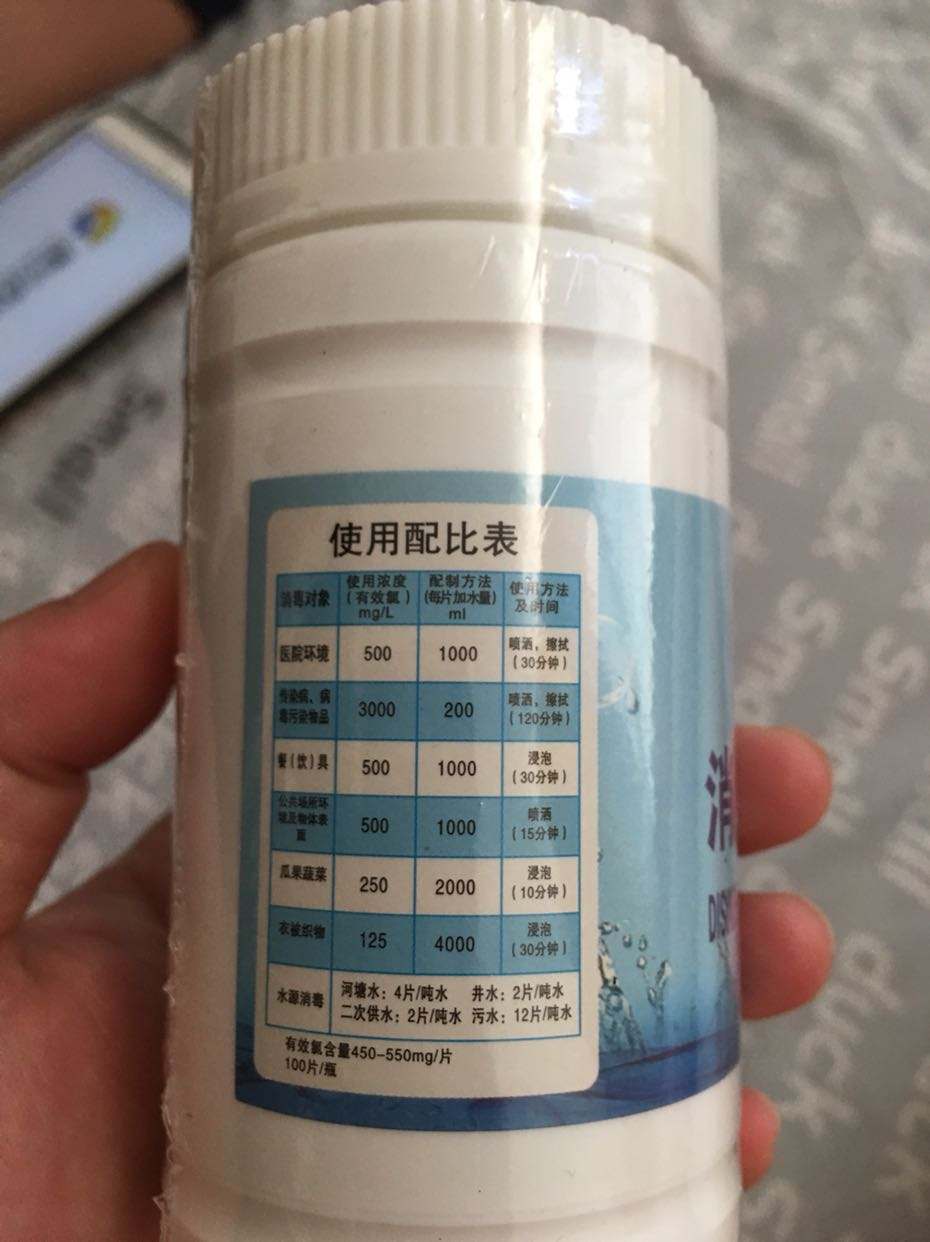 使用配比表
消毒对象
使用浓度
(有效氯)
mg/L
配制方法
(每片加水量)
ml
使用方法
及时间
医院环境
500
1000
喷洒，擦拭
(30分钟)
传染病、病
毒污染物品
3000
200
喷洒，擦拭
(120分钟)
餐(饮)具
500
1000
浸泡
(30分钟)
公共场所环
境及物体表
面
500
1000
喷洒
(15分钟)
瓜果蔬菜
250
2000
浸泡
(10分钟)
衣被织物
125
4000
浸泡
(30分钟)
水源消毒
河塘水：4片/吨水 井水：2片/吨水
二次供水：2片/吨水 污水：12片/吨水
有效氯含量450-550mg/片
100片/瓶
消
DISI
Small
duck
Small
duck
Small